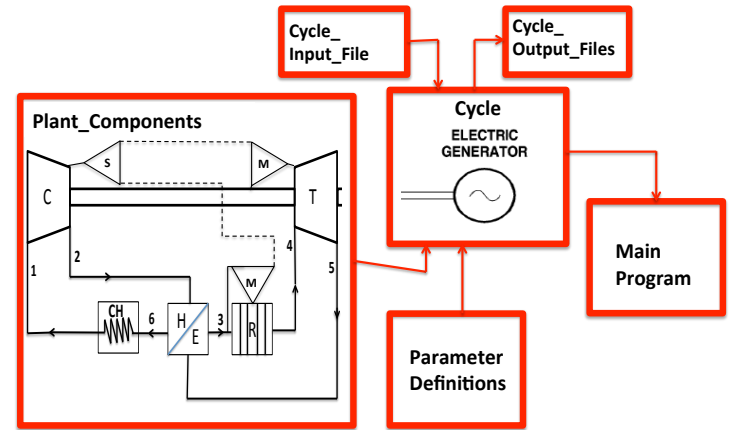 Cycle_
Input_File
Cycle_
Output_Files
Plant_Components
S
M
C
T
1
2
4
5
M
CH
6
H
E
3
R
Cycle
ELECTRIC
GENERATOR
Main
Program
Parameter
Definitions